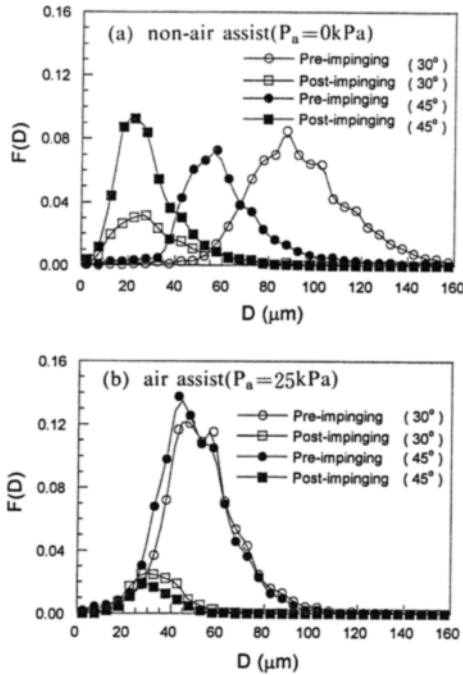 (a) non-air assist(Pa=0kPa)
Pre-impinging (30°)
Post-impinging (30°)
Pre-impinging (45°)
Post-impinging (45°)
0.16
0.12
0.08
0.04
0.00
F(D)
0 20 40 60 80 100 120 140 160
D (μm)
(b) air assist(Pa=25kPa)
Pre-impinging (30°)
Post-impinging (30°)
Pre-impinging (45°)
Post-impinging (45°)
0.16
0.12
0.08
0.04
0.00
F(D)
0 20 40 60 80 100 120 140 160
D (μm)